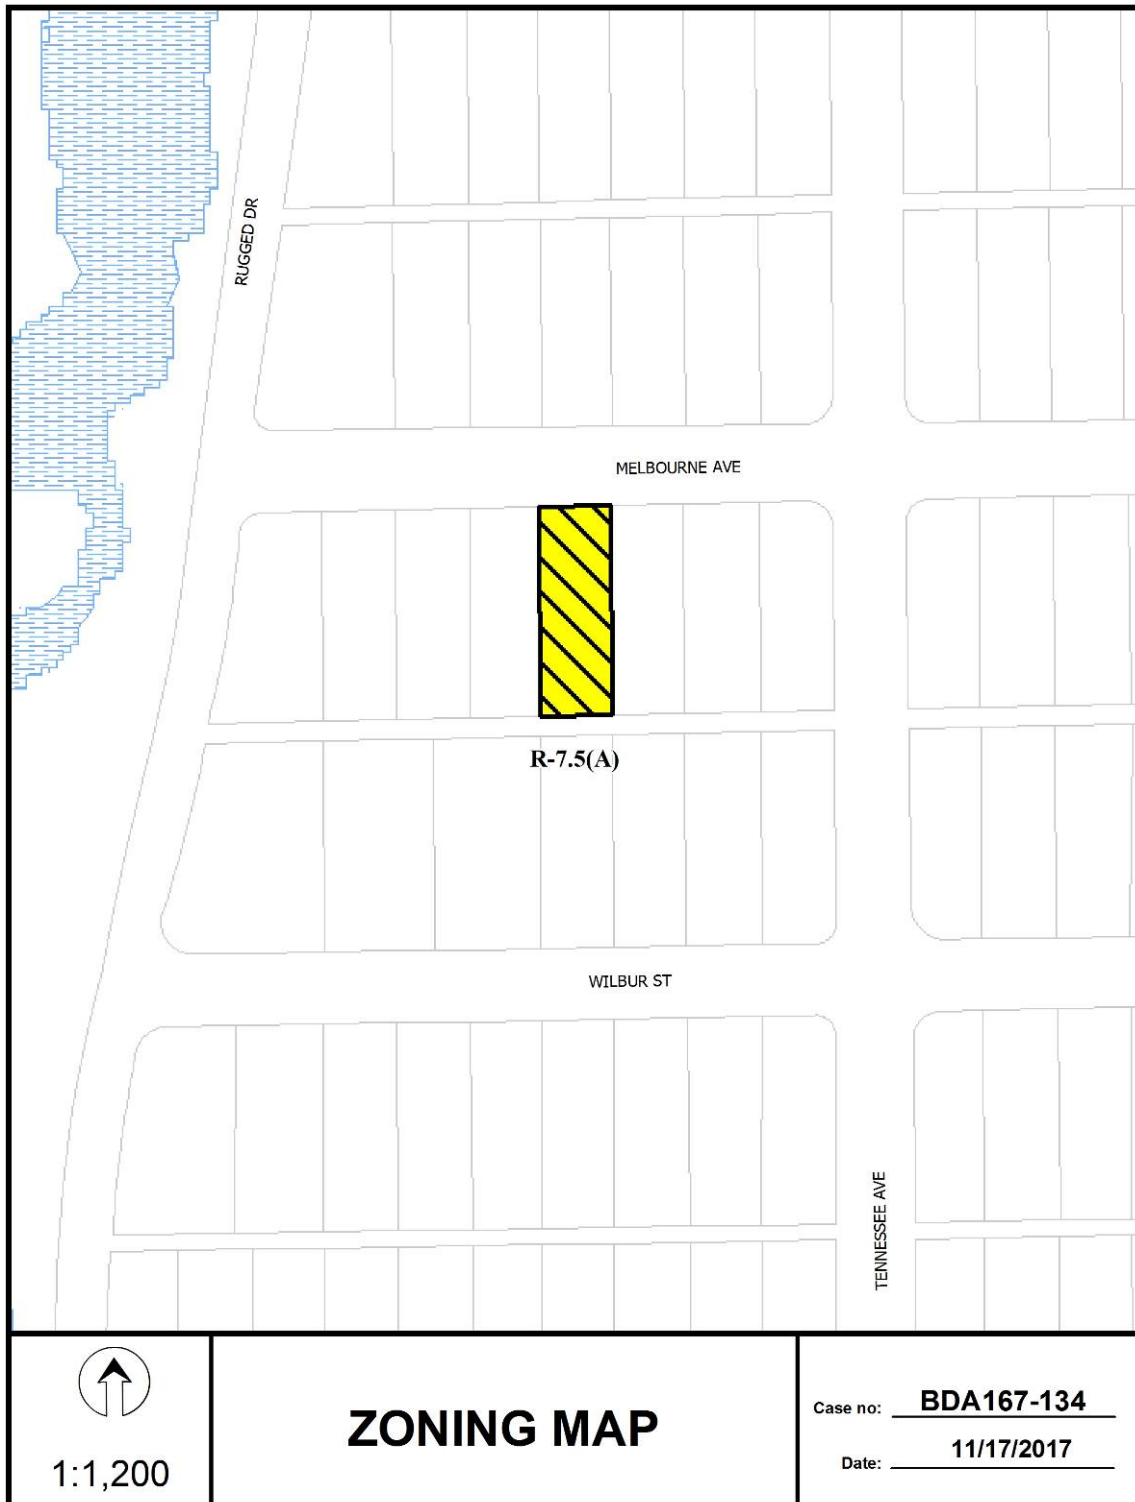 RUGGED DR
MELBOURNE AVE
R-7.5(A)
WILBUR ST
TENNESSEE AVE
1:1,200
ZONING MAP
Case no: BDA167-134
Date: 11/17/2017